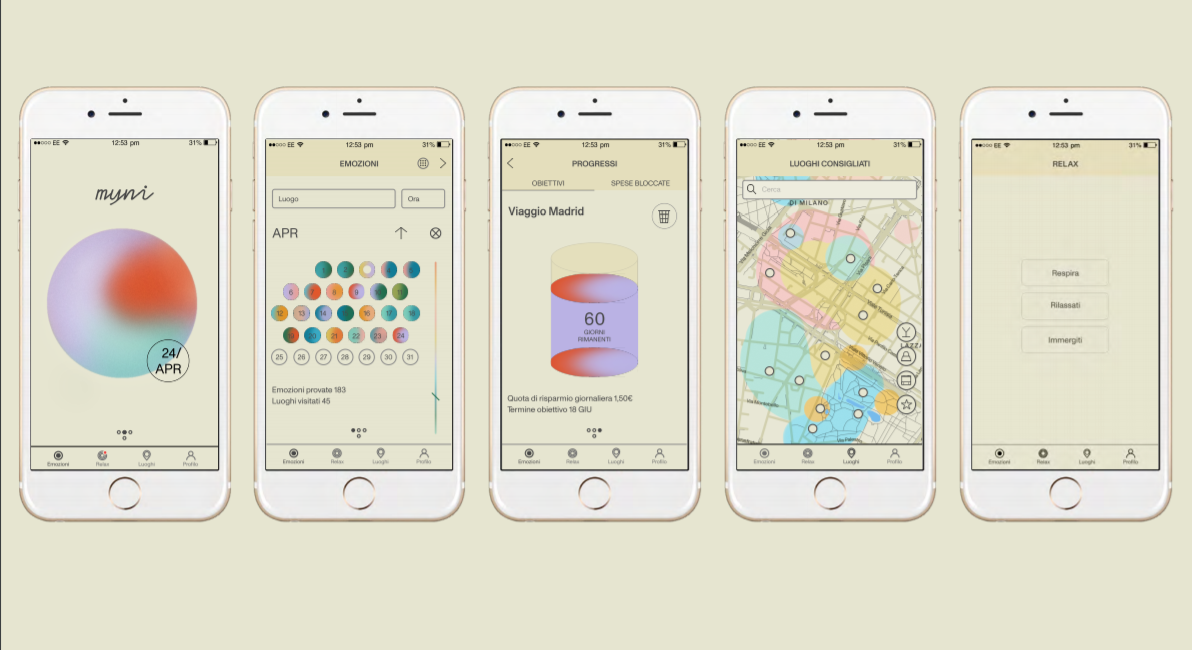 ●●○○○ EE 12:53 pm 31%
myni
24/
APR
Emozioni Relax Luoghi Profilo
●●○○○ EE 12:53 pm 31%
EMOZIONI
Luogo Ora
APR
1 2 3 4 5
6 7 8 9 10 11
12 13 14 15 16 17 18
19 20 21 22 23 24
25 26 27 28 29 30 31
Emozioni provate 183
Luoghi visitati 45
Emozioni Relax Luoghi Profilo
●●○○○ EE 12:53 pm 31%
PROGRESSI
OBIETTIVI SPESE BLOCCATE
Viaggio Madrid
60
GIORNI
RIMANENTI
Quota di risparmio giornaliera 1,50€
Termine obiettivo 18 GIU
Emozioni Relax Luoghi Profilo
●●○○○ EE 12:53 pm 31%
LUOGHI CONSIGLIATI
Cerca
DI MILANO
Viale Tunisia
LAZZ
Emozioni Relax Luoghi Profilo
●●○○○ EE 12:53 pm 31%
RELAX
Respira
Rilassati
Immergiti
Emozioni Relax Luoghi Profilo